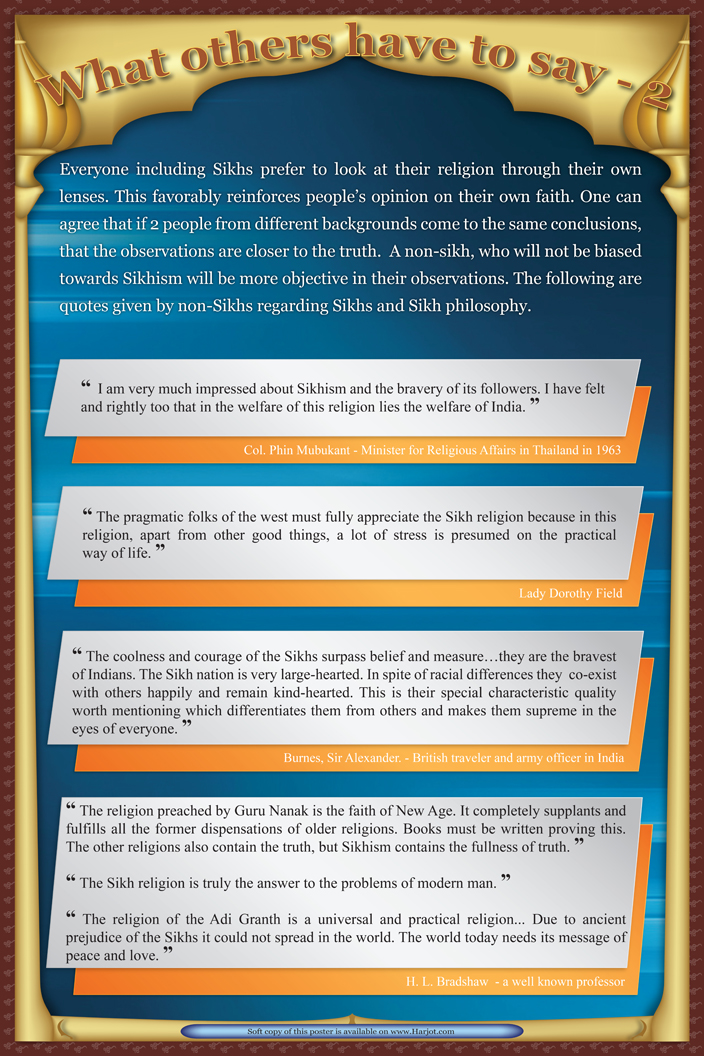 What others have to say - 2
Everyone including Sikhs prefer to look at their religion through their own
lenses. This favorably reinforces people's opinion on their own faith. One can
agree that if 2 people from different backgrounds come to the same conclusions,
that the observations are closer to the truth. A non-sikh, who will not be biased
towards Sikhism will be more objective in their observations. The following are
quotes given by non-Sikhs regarding Sikhs and Sikh philosophy.
“ I am very much impressed about Sikhism and the bravery of its followers. I have felt
and rightly too that in the welfare of this religion lies the welfare of India. ”
Col. Phin Mubukant - Minister for Religious Affairs in Thailand in 1963
“ The pragmatic folks of the west must fully appreciate the Sikh religion because in this
religion, apart from other good things, a lot of stress is presumed on the practical
way of life. ”
Lady Dorothy Field
“ The coolness and courage of the Sikhs surpass belief and measure…they are the bravest
of Indians. The Sikh nation is very large-hearted. In spite of racial differences they co-exist
with others happily and remain kind-hearted. This is their special characteristic quality
worth mentioning which differentiates them from others and makes them supreme in the
eyes of everyone. ”
Burnes, Sir Alexander. - British traveler and army officer in India
“ The religion preached by Guru Nanak is the faith of New Age. It completely supplants and
fulfills all the former dispensations of older religions. Books must be written proving this.
The other religions also contain the truth, but Sikhism contains the fullness of truth. ”
“ The Sikh religion is truly the answer to the problems of modern man. ”
“ The religion of the Adi Granth is a universal and practical religion... Due to ancient
prejudice of the Sikhs it could not spread in the world. The world today needs its message of
peace and love. ”
H. L. Bradshaw - a well known professor
Soft copy of this poster is available on www.Harjot.com